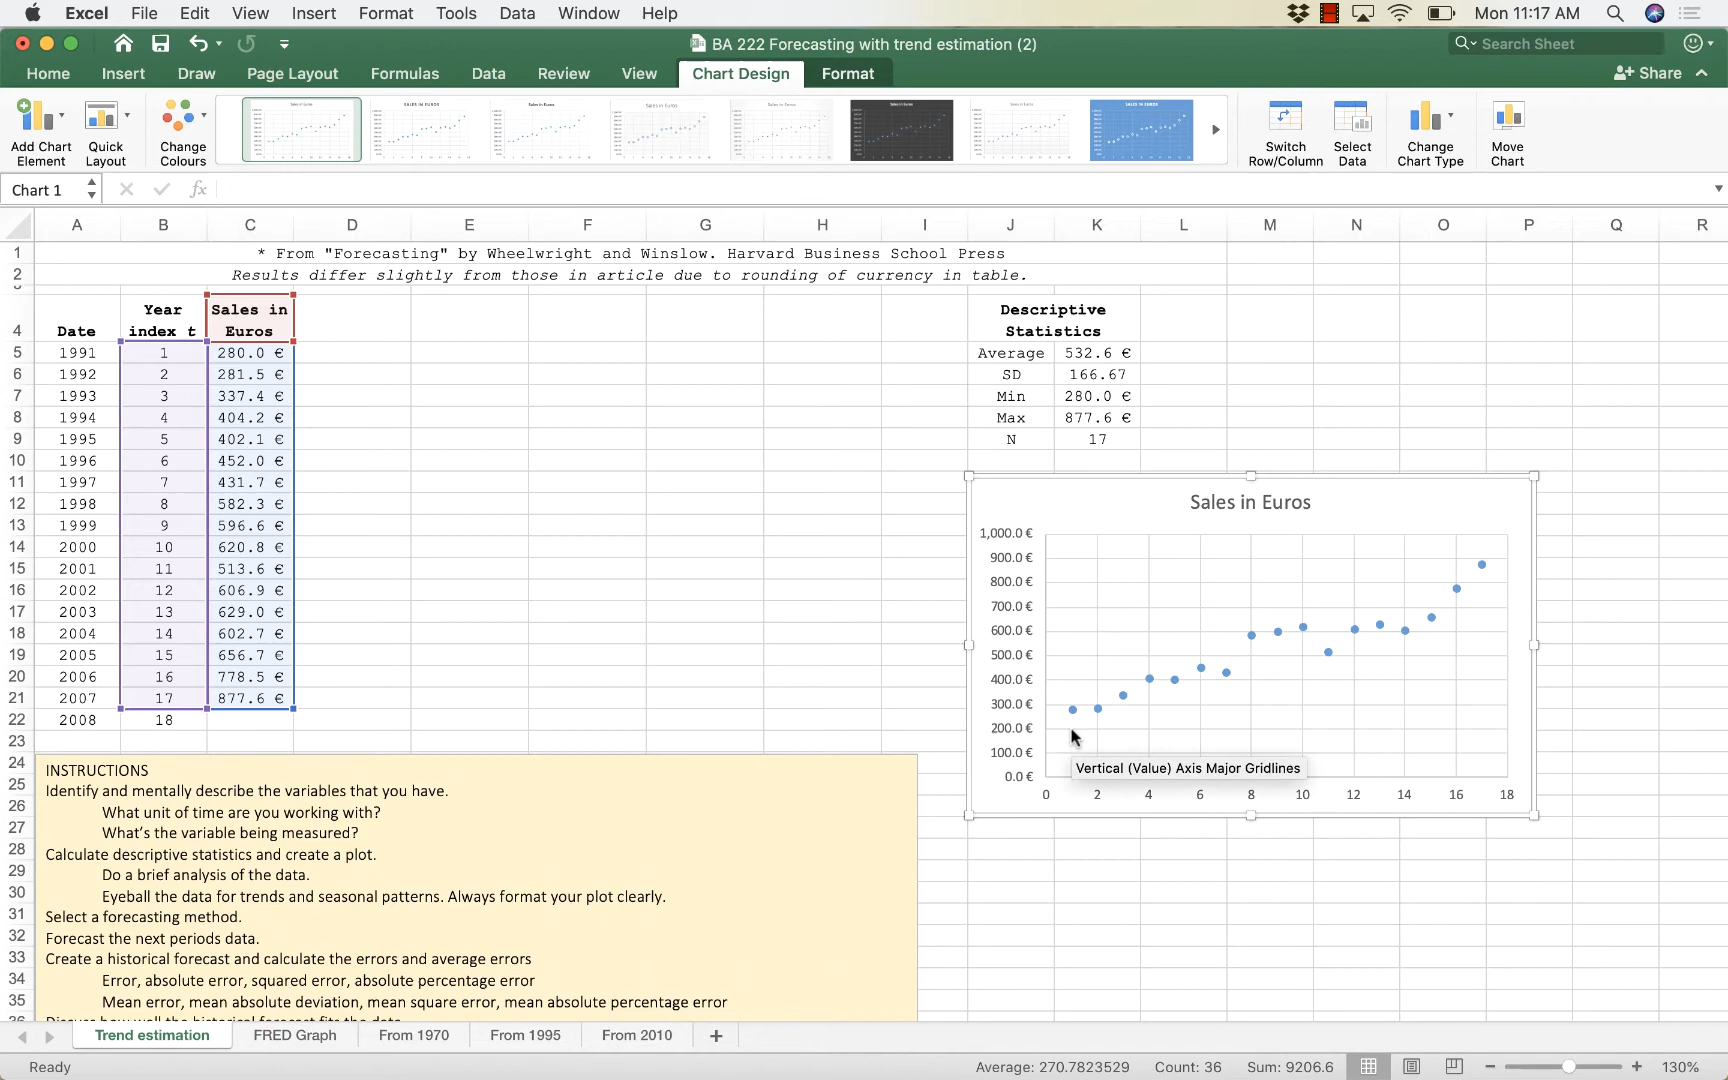 Excel File Edit View Insert Format Tools Data Window Help Mon 11:17 AM
BA 222 Forecasting with trend estimation (2) Search Sheet
Home Insert Draw Page Layout Formulas Data Review View Chart Design Format Share
Add Chart Element Quick Layout Change Colours Switch Row/Column Select Data Change Chart Type Move Chart
Chart 1 fx
A B C D E F G H I J K L M N O P Q R
1 * From "Forecasting" by Wheelwright and Winslow. Harvard Business School Press
2 Results differ slightly from those in article due to rounding of currency in table.
4 Date Year index t Sales in Euros Descriptive Statistics
5 1991 1 280.0 € Average 532.6 €
6 1992 2 281.5 € SD 166.67
7 1993 3 337.4 € Min 280.0 €
8 1994 4 404.2 € Max 877.6 €
9 1995 5 402.1 € N 17
10 1996 6 452.0 €
11 1997 7 431.7 €
12 1998 8 582.3 €
13 1999 9 596.6 €
14 2000 10 620.8 €
15 2001 11 513.6 €
16 2002 12 606.9 €
17 2003 13 629.0 €
18 2004 14 602.7 €
19 2005 15 656.7 €
20 2006 16 778.5 €
21 2007 17 877.6 €
22 2008 18
23
Sales in Euros
1,000.0 €
900.0 €
800.0 €
700.0 €
600.0 €
500.0 €
400.0 €
300.0 €
200.0 €
100.0 €
0.0 €
Vertical (Value) Axis Major Gridlines
0 2 4 6 8 10 12 14 16 18
24 INSTRUCTIONS
25 Identify and mentally describe the variables that you have.
26 What unit of time are you working with?
27 What's the variable being measured?
28 Calculate descriptive statistics and create a plot.
29 Do a brief analysis of the data.
30 Eyeball the data for trends and seasonal patterns. Always format your plot clearly.
31 Select a forecasting method.
32 Forecast the next periods data.
33 Create a historical forecast and calculate the errors and average errors
34 Error, absolute error, squared error, absolute percentage error
35 Mean error, mean absolute deviation, mean square error, mean absolute percentage error
Trend estimation FRED Graph From 1970 From 1995 From 2010 +
Ready Average: 270.7823529 Count: 36 Sum: 9206.6 130%